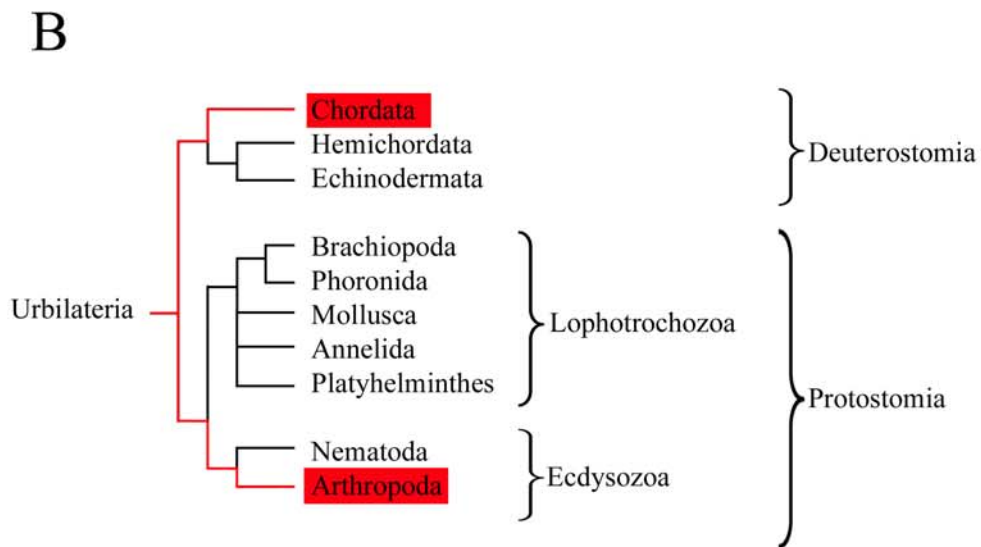 B
Chordata
Hemichordata
Echinodermata
Deuterostomia
Brachiopoda
Phoronida
Mollusca
Annelida
Platyhelminthes
Lophotrochozoa
Urbilateria
Protostomia
Nematoda
Arthropoda
Ecdysozoa